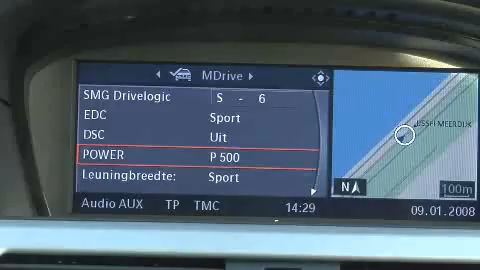 MDrive
SMG Drivelogic S - 6
EDC Sport
DSC Uit
POWER P 500
Leuningbreedte: Sport
IJSSELMEERDIJK
N
100m
Audio AUX TP TMC 14:29 09.01.2008